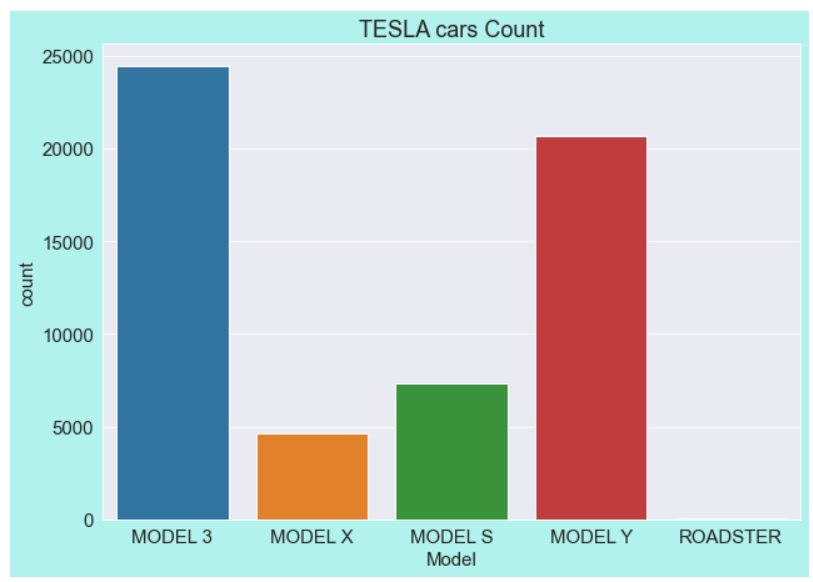 TESLA cars Count
25000
20000
15000
10000
5000
0
count
MODEL 3 MODEL X MODEL S MODEL Y ROADSTER
Model